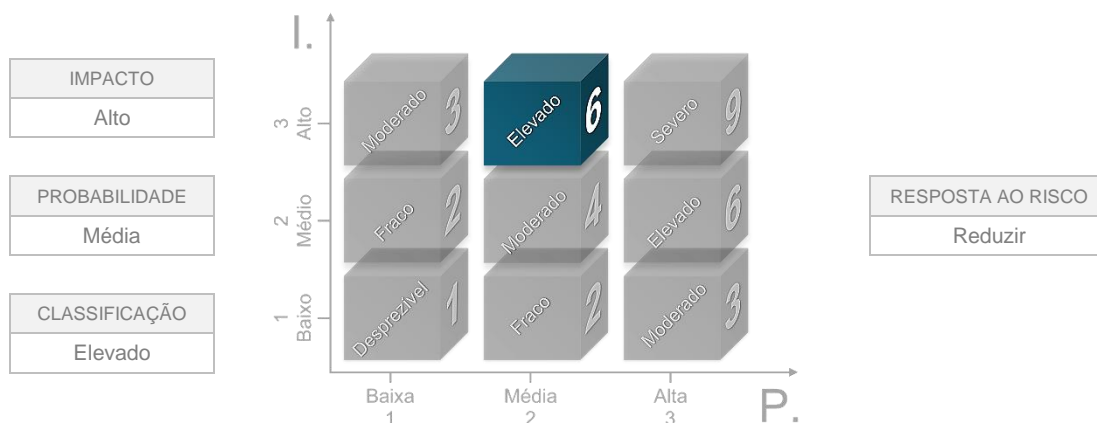 IMPACTO
Alto
PROBABILIDADE
Média
CLASSIFICAÇÃO
Elevado
I.
3
Alto
Moderado
3
Elevado
6
Severo
9
2
Médio
Fraco
2
Moderado
4
Elevado
6
1
Baixo
Desprezível
1
Fraco
2
Moderado
3
Baixa
1
Média
2
Alta
3
P.
RESPOSTA AO RISCO
Reduzir